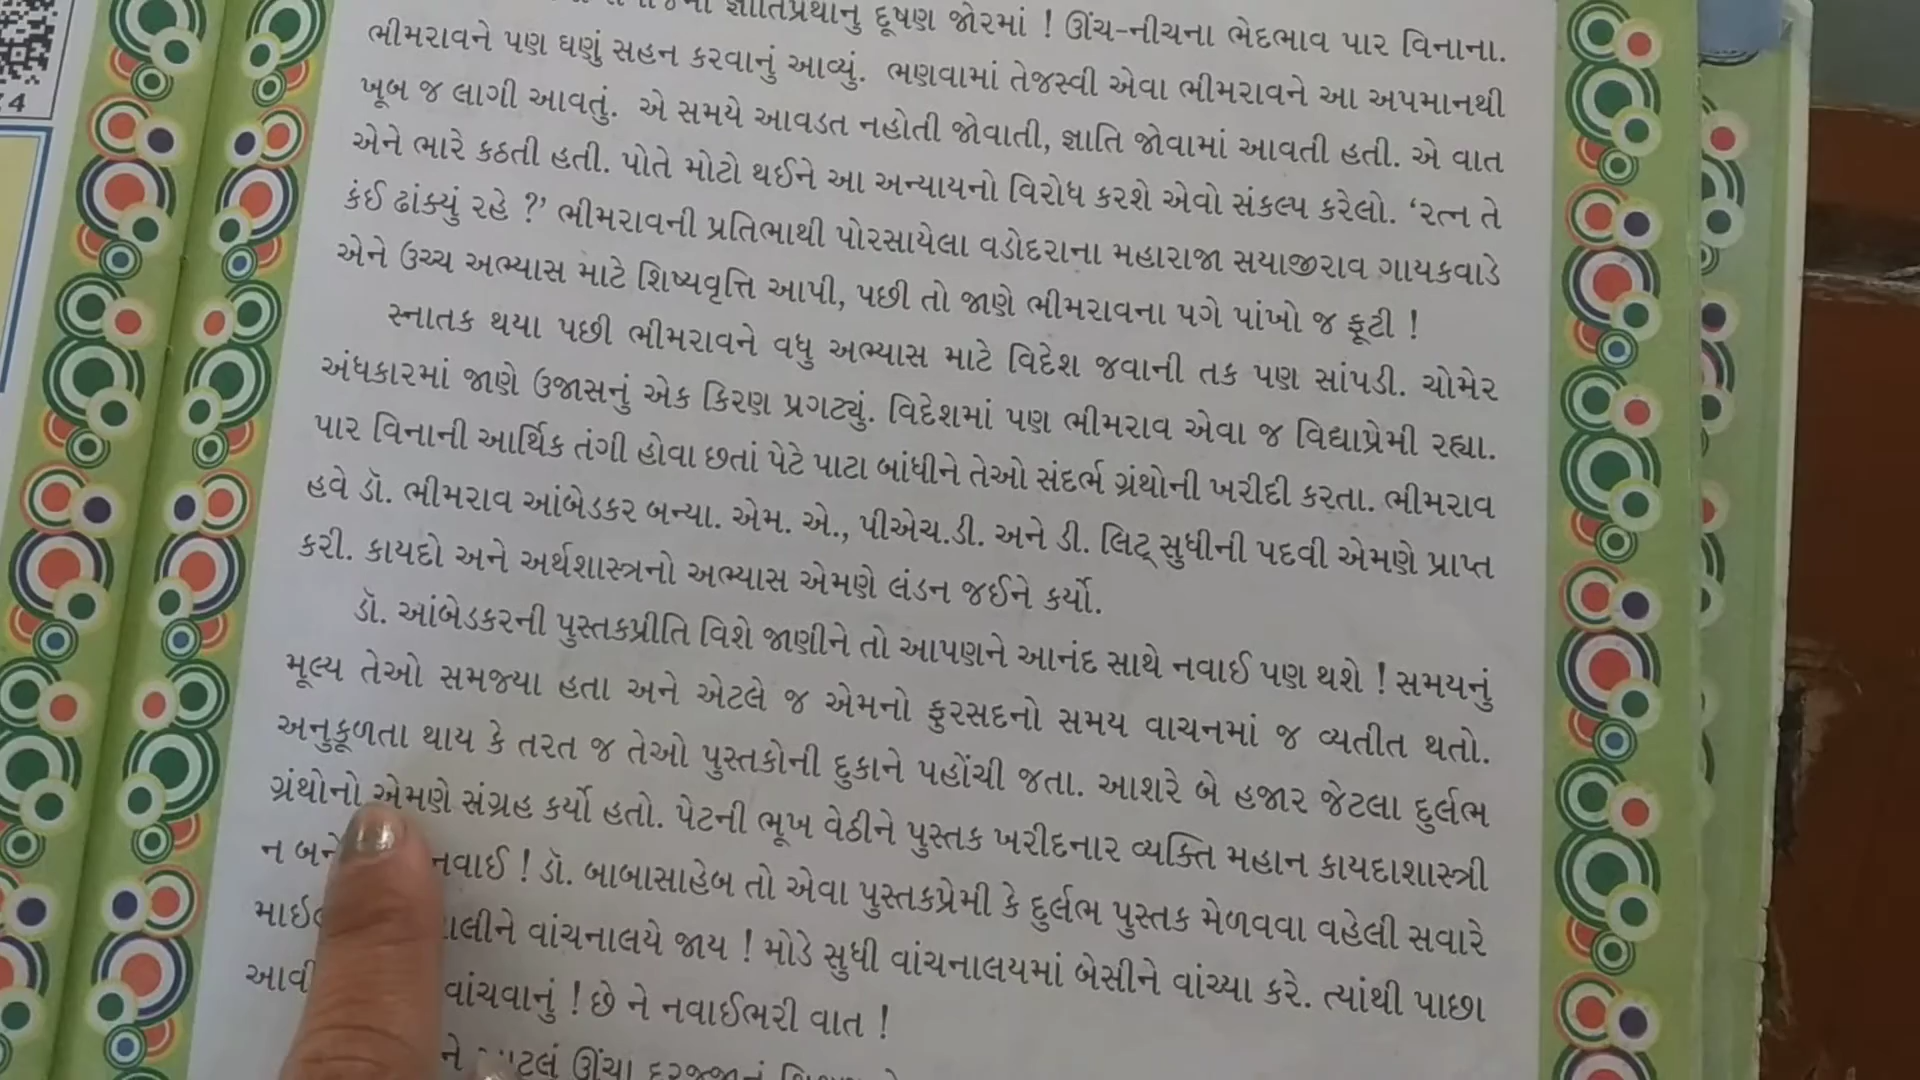 જ્ઞાતિપ્રથાનું દૂષણ જોરમાં ! ઊંચ-નીચના ભેદભાવ પાર વિનાના.
ભીમરાવને પણ ઘણું સહન કરવાનું આવ્યું. ભણવામાં તેજસ્વી એવા ભીમરાવને આ અપમાનથી
ખૂબ જ લાગી આવતું. એ સમયે આવડત નહોતી જોવાતી, જ્ઞાતિ જોવામાં આવતી હતી. એ વાત
એને ભારે કઠતી હતી. પોતે મોટો થઈને આ અન્યાયનો વિરોધ કરશે એવો સંકલ્પ કરેલો. ‘રત્ન તે
કંઈ ઢાંક્યું રહે ?’ ભીમરાવની પ્રતિભાથી પોરસાયેલા વડોદરાના મહારાજા સયાજીરાવ ગાયકવાડે
એને ઉચ્ચ અભ્યાસ માટે શિષ્યવૃત્તિ આપી, પછી તો જાણે ભીમરાવના પગે પાંખો જ ફૂટી !
સ્નાતક થયા પછી ભીમરાવને વધુ અભ્યાસ માટે વિદેશ જવાની તક પણ સાંપડી. ચોમેર
અંધકારમાં જાણે ઉજાસનું એક કિરણ પ્રગટ્યું. વિદેશમાં પણ ભીમરાવ એવા જ વિદ્યાપ્રેમી રહ્યા.
પાર વિનાની આર્થિક તંગી હોવા છતાં પેટે પાટા બાંધીને તેઓ સંદર્ભ ગ્રંથોની ખરીદી કરતા. ભીમરાવ
હવે ડૉ. ભીમરાવ આંબેડકર બન્યા. એમ. એ., પીએચ.ડી. અને ડી. લિટ્ સુધીની પદવી એમણે પ્રાપ્ત
કરી. કાયદો અને અર્થશાસ્ત્રનો અભ્યાસ એમણે લંડન જઈને કર્યો.
ડૉ. આંબેડકરની પુસ્તકપ્રીતિ વિશે જાણીને તો આપણને આનંદ સાથે નવાઈ પણ થશે ! સમયનું
મૂલ્ય તેઓ સમજ્યા હતા અને એટલે જ એમનો ફુરસદનો સમય વાચનમાં જ વ્યતીત થતો.
અનુકૂળતા થાય કે તરત જ તેઓ પુસ્તકોની દુકાને પહોંચી જતા. આશરે બે હજાર જેટલા દુર્લભ
ગ્રંથોનો એમણે સંગ્રહ કર્યો હતો. પેટની ભૂખ વેઠીને પુસ્તક ખરીદનાર વ્યક્તિ મહાન કાયદાશાસ્ત્રી
ન નવાઈ ! ડૉ. બાબાસાહેબ તો એવા પુસ્તકપ્રેમી કે દુર્લભ પુસ્તક મેળવવા વહેલી સવારે
વાંચનાલયે જાય ! મોડે સુધી વાંચનાલયમાં બેસીને વાંચ્યા કરે. ત્યાંથી પાછા
વાંચવાનું ! છે ને નવાઈભરી વાત !
ઊંચા